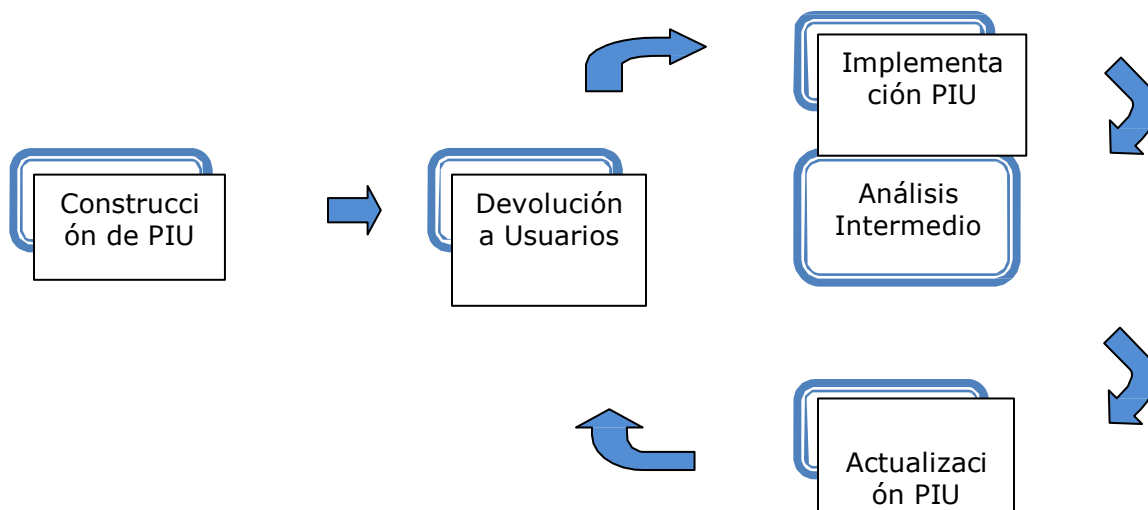 Implementa
ción PIU
Construcci
ón de PIU
Devolución
a Usuarios
Análisis
Intermedio
Actualizaci
ón PIU